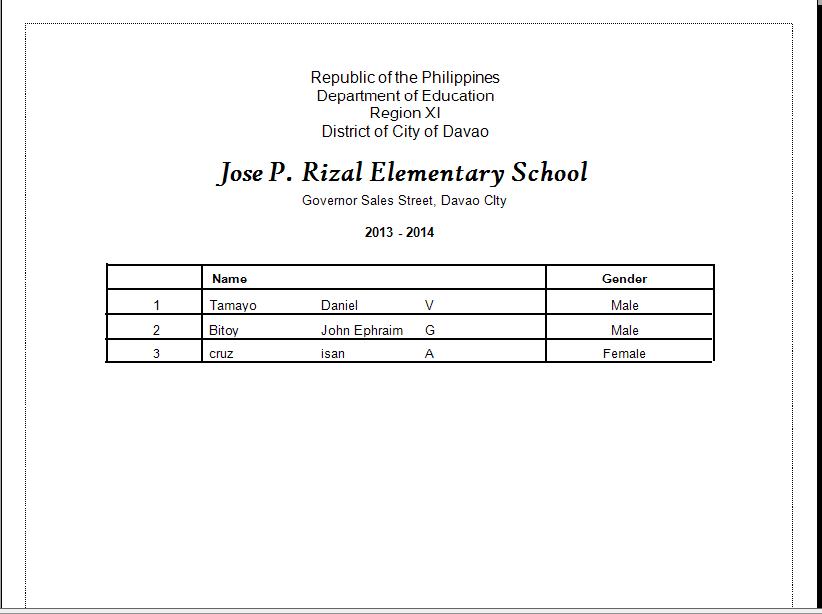 Republic of the Philippines
Department of Education
Region XI
District of City of Davao
Jose P. Rizal Elementary School
Governor Sales Street, Davao CIty
2013 - 2014
Name Gender
1 Tamayo Daniel V Male
2 Bitoy John Ephraim G Male
3 cruz isan A Female